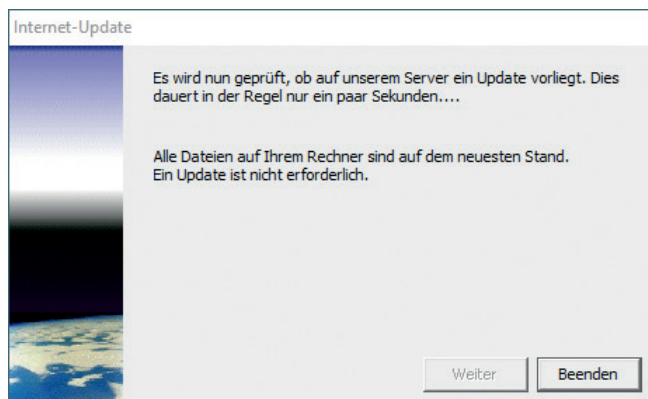 Internet-Update
Es wird nun geprüft, ob auf unserem Server ein Update vorliegt. Dies
dauert in der Regel nur ein paar Sekunden....
Alle Dateien auf Ihrem Rechner sind auf dem neuesten Stand.
Ein Update ist nicht erforderlich.
Weiter
Beenden